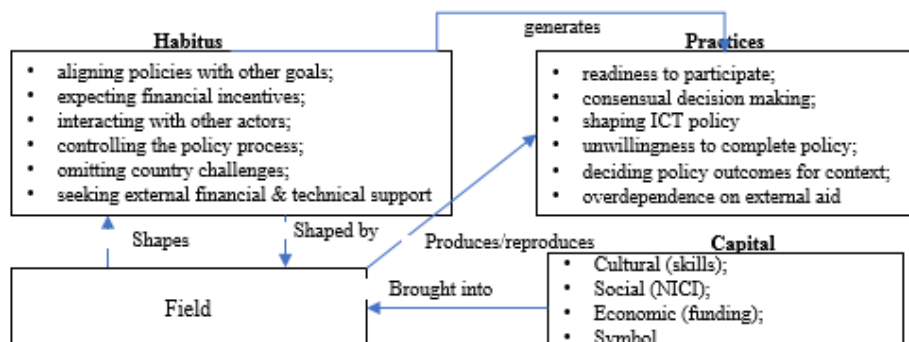 generates
Habitus
Practices
• aligning policies with other goals;
• expecting financial incentives;
• interacting with other actors;
• controlling the policy process;
• omitting country challenges;
• seeking external financial & technical support
• readiness to participate;
• consensual decision making;
• shaping ICT policy
• unwillingness to complete policy;
• deciding policy outcomes for context;
• overdependence on external aid
Shapes
Shaped by
Produces/reproduces
Capital
Field
Brought into
• Cultural (skills);
• Social (NICI);
• Economic (funding);
• Symbol